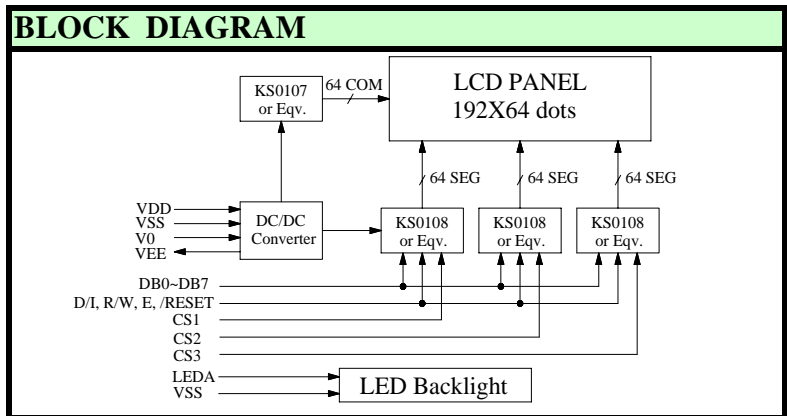 BLOCK DIAGRAM
LCD PANEL
192X64 dots
KS0107
or Eqv.
64 COM
64 SEG
64 SEG
64 SEG
VDD
VSS
V0
VEE
DC/DC
Converter
KS0108
or Eqv.
KS0108
or Eqv.
KS0108
or Eqv.
DB0~DB7
D/I, R/W, E, /RESET
CS1
CS2
CS3
LEDA
VSS
LED Backlight